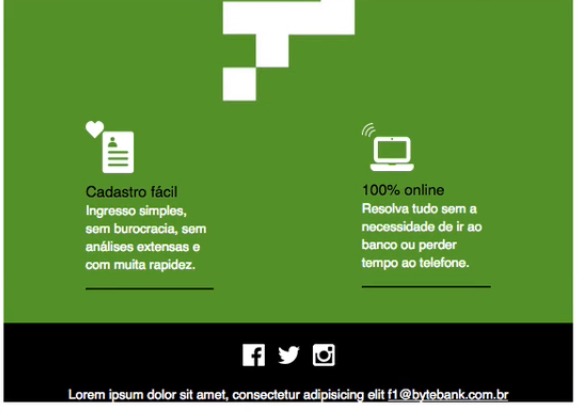 Cadastro fácil
Ingresso simples,
sem burocracia, sem
análises extensas e
com muita rapidez.
100% online
Resolva tudo sem a
necessidade de ir ao
banco ou perder
tempo ao telefone.
Lorem ipsum dolor sit amet, consectetur adipisicing elit f1@bytebank.com.br